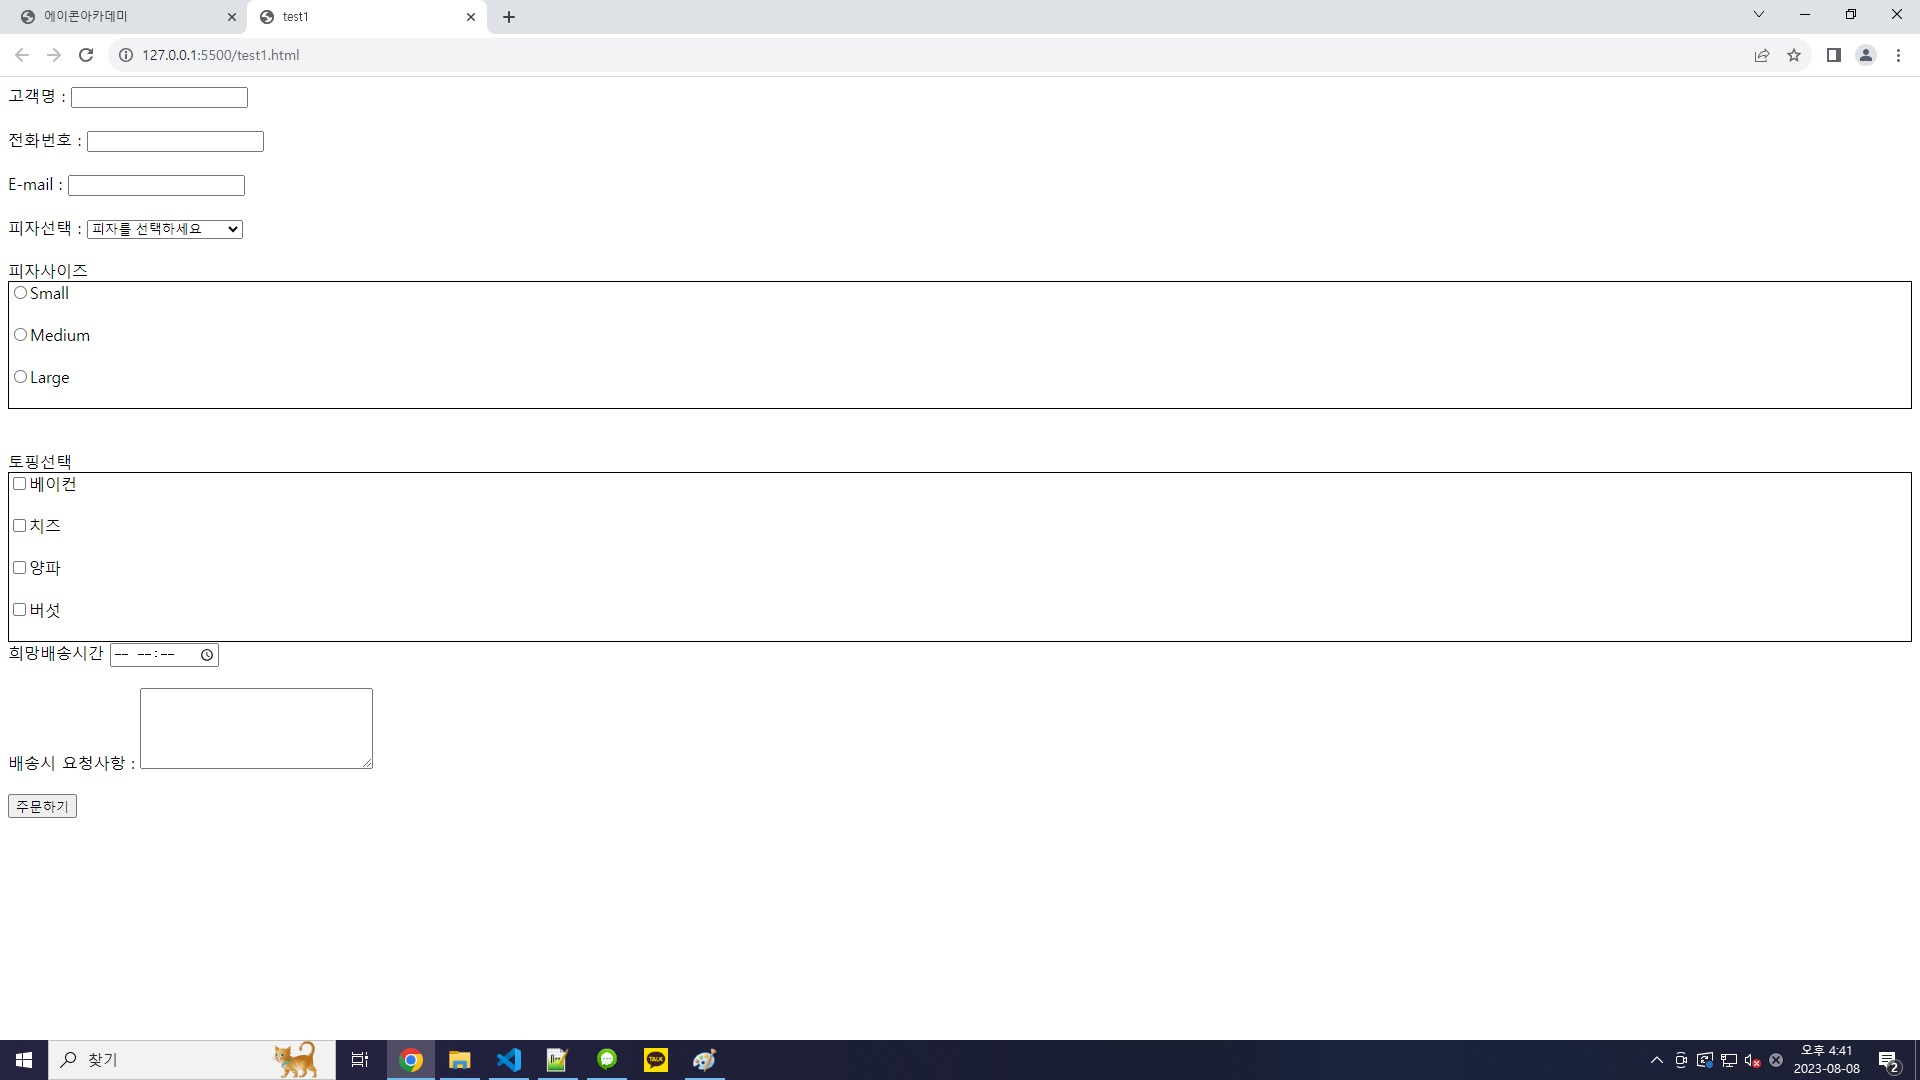 에이콘아카데미
test1
127.0.0.1:5500/test1.html
고객명 :
전화번호 :
E-mail :
피자선택 : 피자를 선택하세요
피자사이즈
Small
Medium
Large
토핑선택
베이컨
치즈
양파
버섯
희망배송시간 -- --:--
배송시 요청사항 :
주문하기
찾기
TALK
오후 4:41
2023-08-08
2